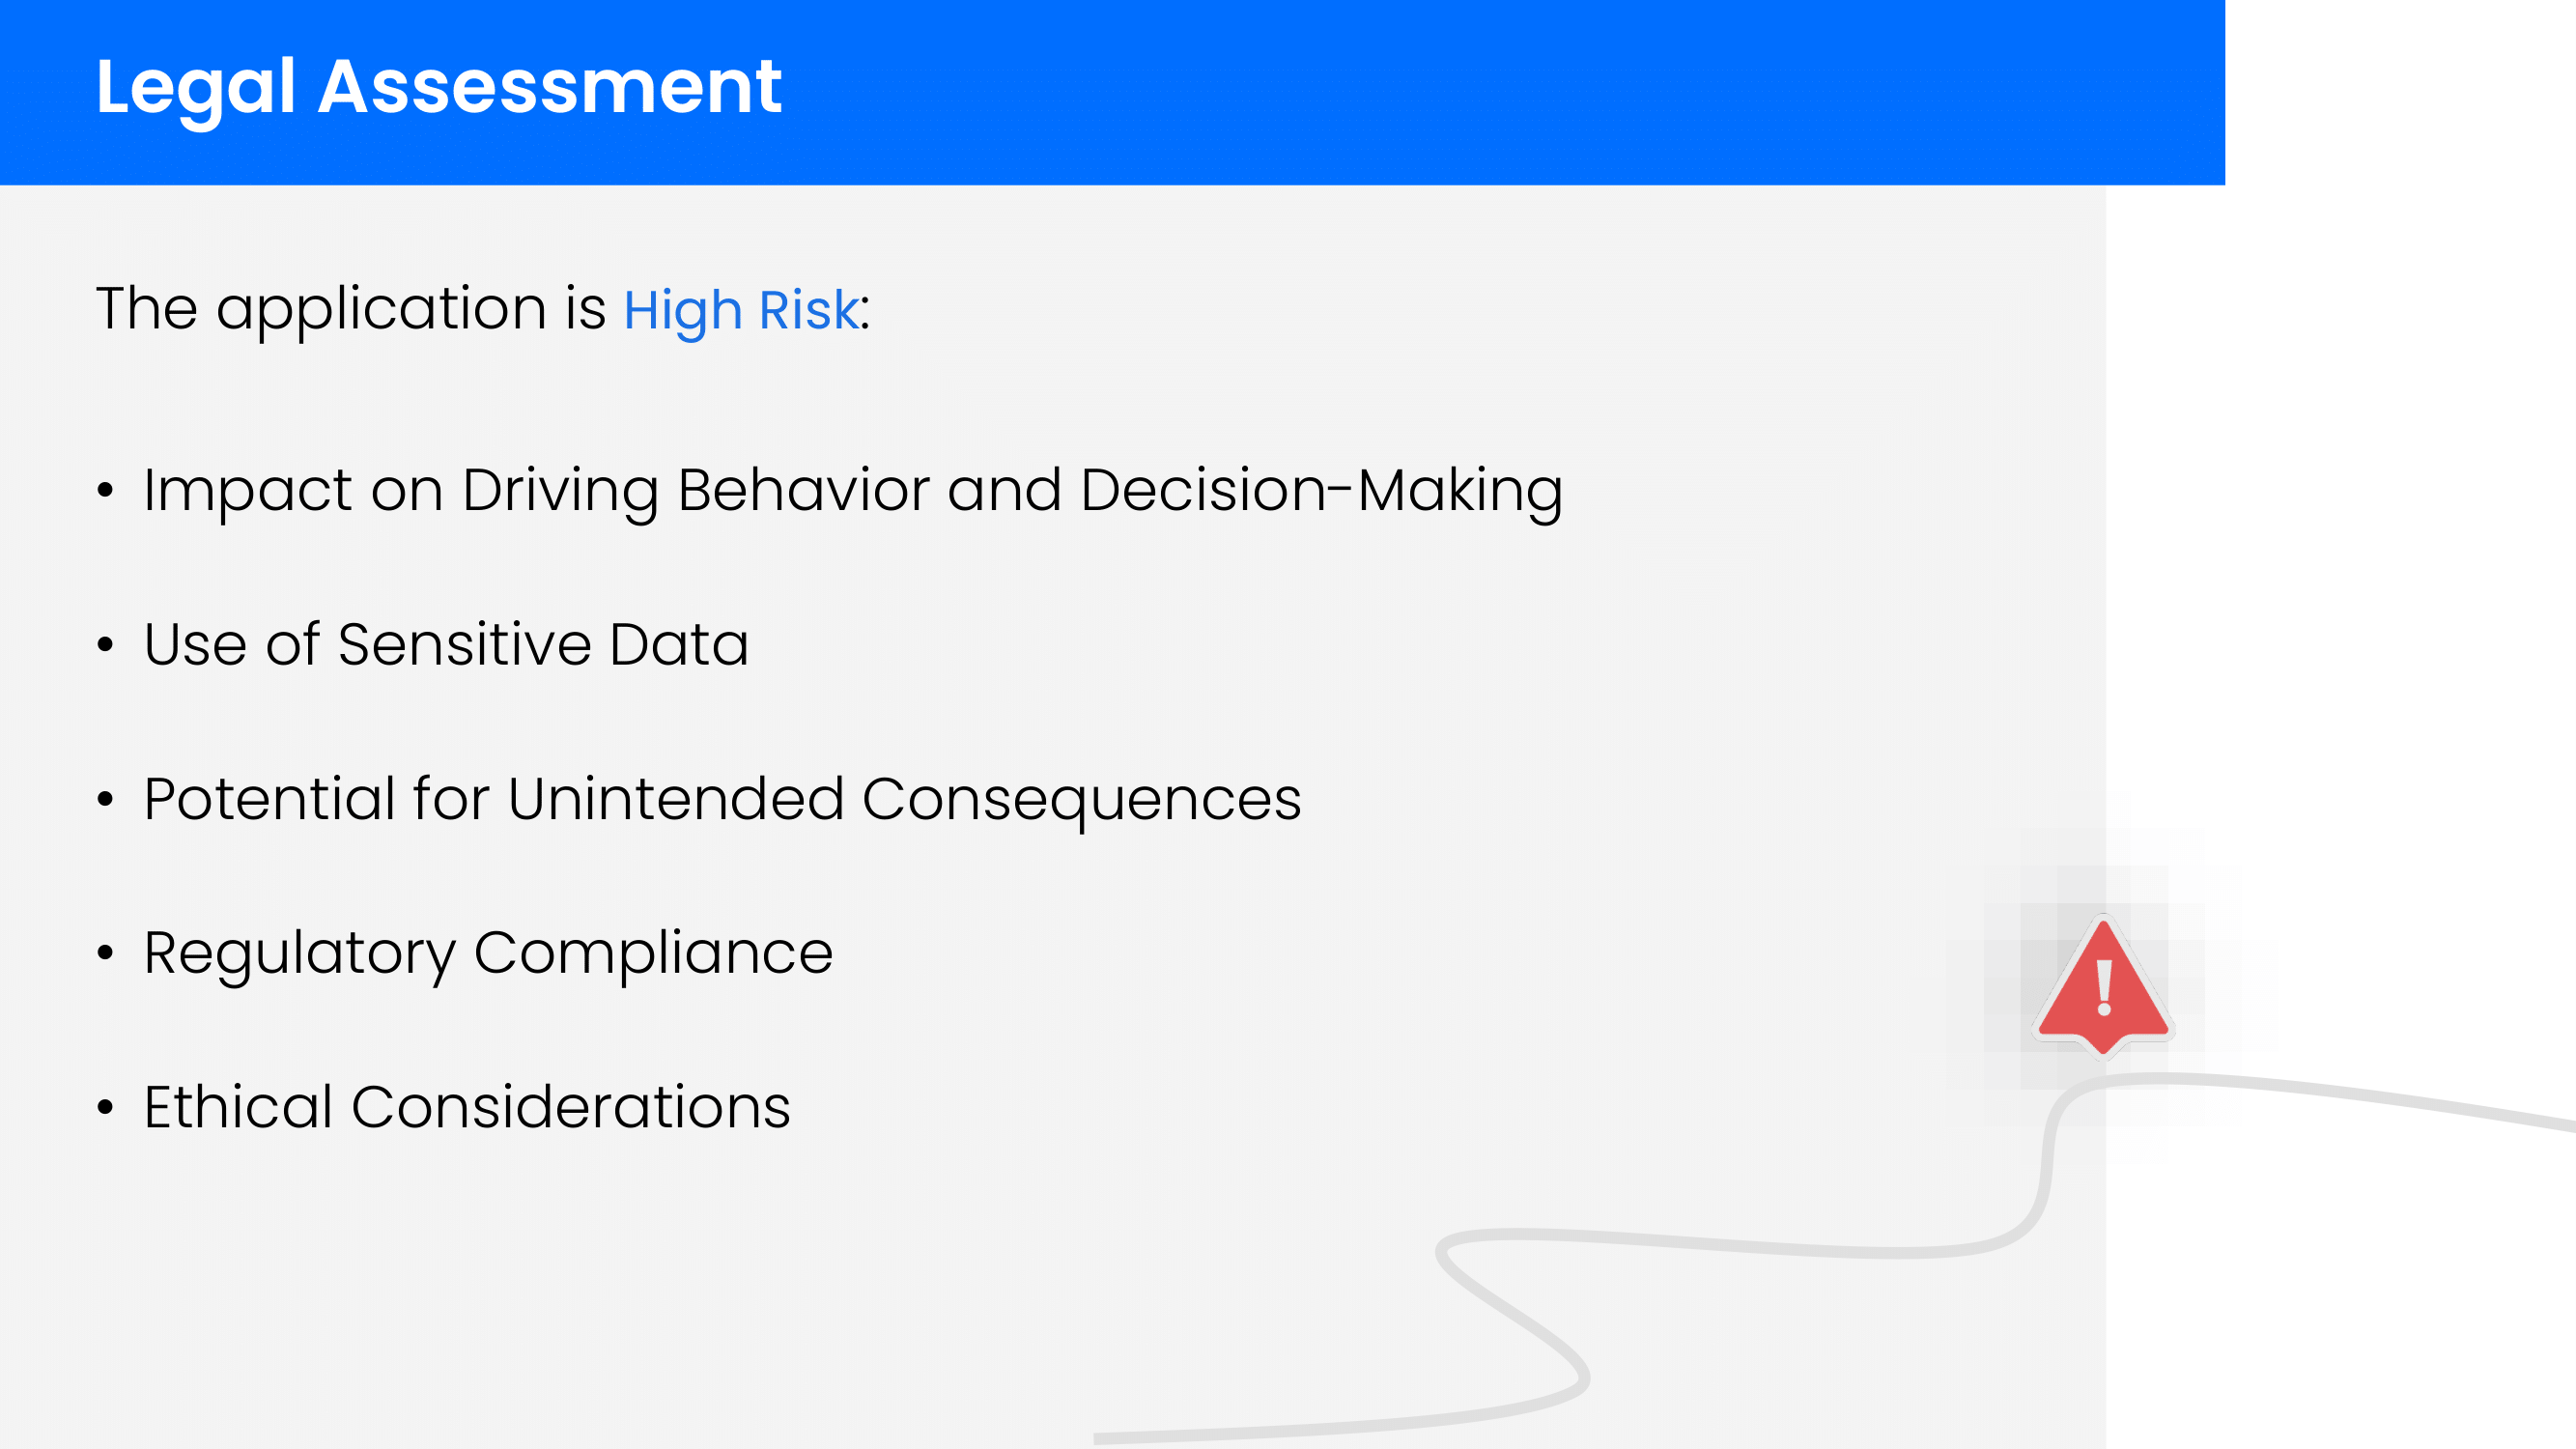 Legal Assessment
The application is High Risk:
• Impact on Driving Behavior and Decision-Making
• Use of Sensitive Data
• Potential for Unintended Consequences
• Regulatory Compliance
• Ethical Considerations
!